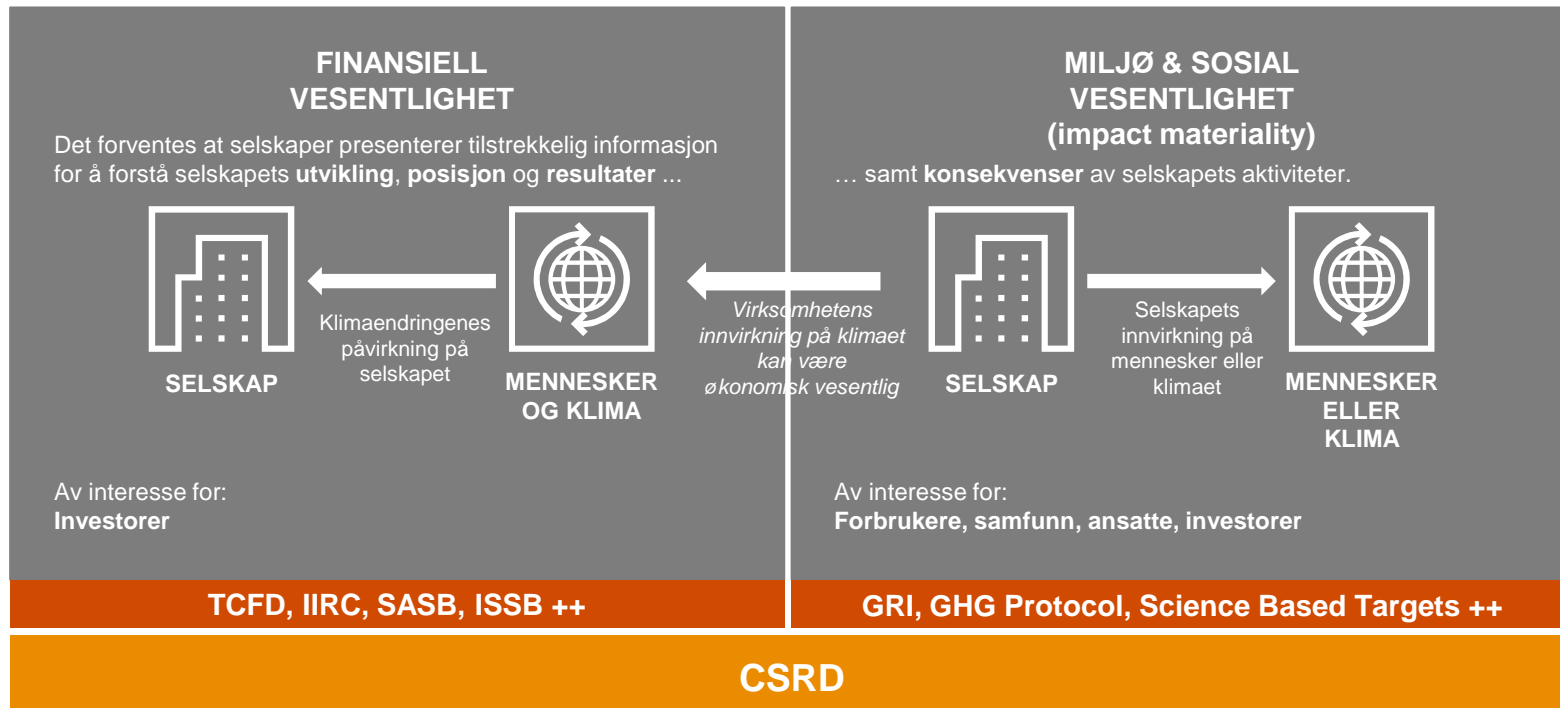 FINANSIELL
VESENTLIGHET
Det forventes at selskaper presenterer tilstrekkelig informasjon
for å forstå selskapets utvikling, posisjon og resultater ...
Klimaendringenes
påvirkning på
selskapet
SELSKAP
MENNESKER
OG KLIMA
Virksomhetens
innvirkning på klimaet
kan være
økonomisk vesentlig
Av interesse for:
Investorer
MILJØ & SOSIAL
VESENTLIGHET
(impact materiality)
… samt konsekvenser av selskapets aktiviteter.
SELSKAP
Selskapets
innvirkning på
mennesker eller
klimaet
MENNESKER
ELLER
KLIMA
Av interesse for:
Forbrukere, samfunn, ansatte, investorer
TCFD, IIRC, SASB, ISSB ++
GRI, GHG Protocol, Science Based Targets ++
CSRD